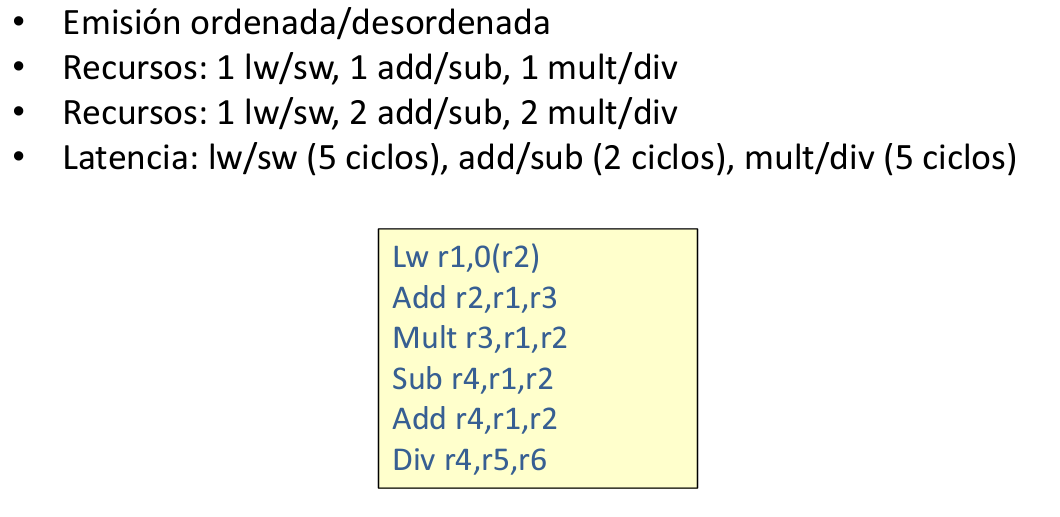 • Emisión ordenada/desordenada
• Recursos: 1 lw/sw, 1 add/sub, 1 mult/div
• Recursos: 1 lw/sw, 2 add/sub, 2 mult/div
• Latencia: lw/sw (5 ciclos), add/sub (2 ciclos), mult/div (5 ciclos)
Lw r1,0(r2)
Add r2,r1,r3
Mult r3,r1,r2
Sub r4,r1,r2
Add r4,r1,r2
Div r4,r5,r6